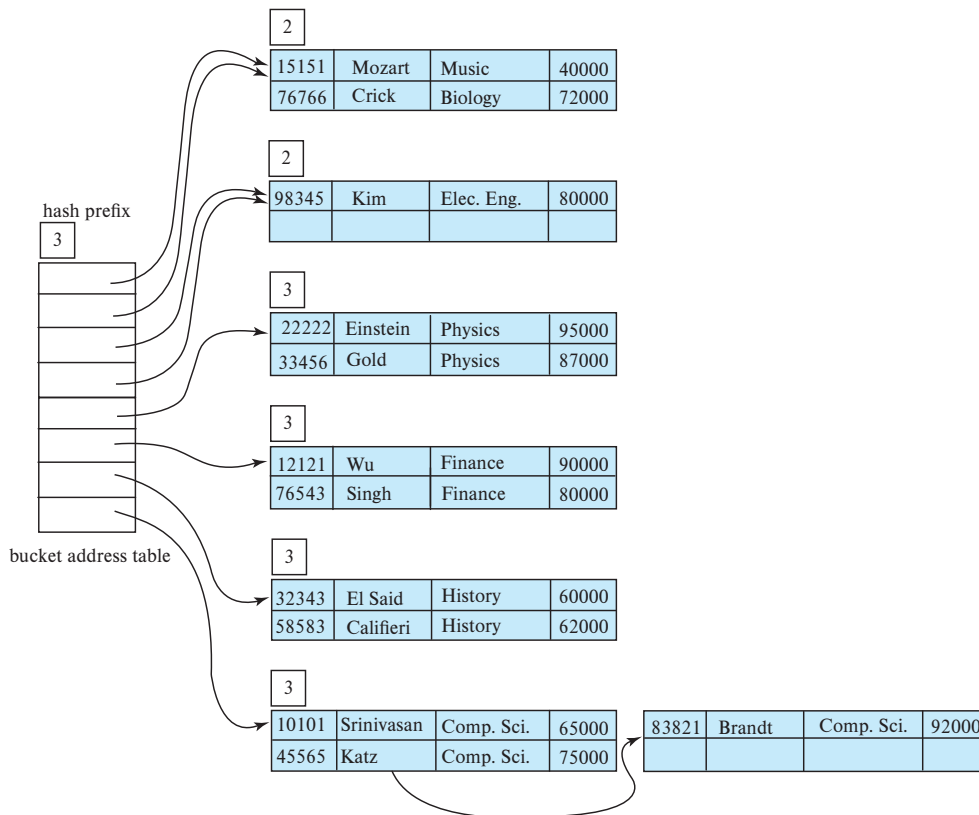 2
15151 Mozart Music 40000
76766 Crick Biology 72000
2
98345 Kim Elec. Eng. 80000
hash prefix
3
3
22222 Einstein Physics 95000
33456 Gold Physics 87000
3
12121 Wu Finance 90000
76543 Singh Finance 80000
bucket address table
3
32343 El Said History 60000
58583 Califieri History 62000
3
10101 Srinivasan Comp. Sci. 65000
45565 Katz Comp. Sci. 75000
83821 Brandt Comp. Sci. 92000